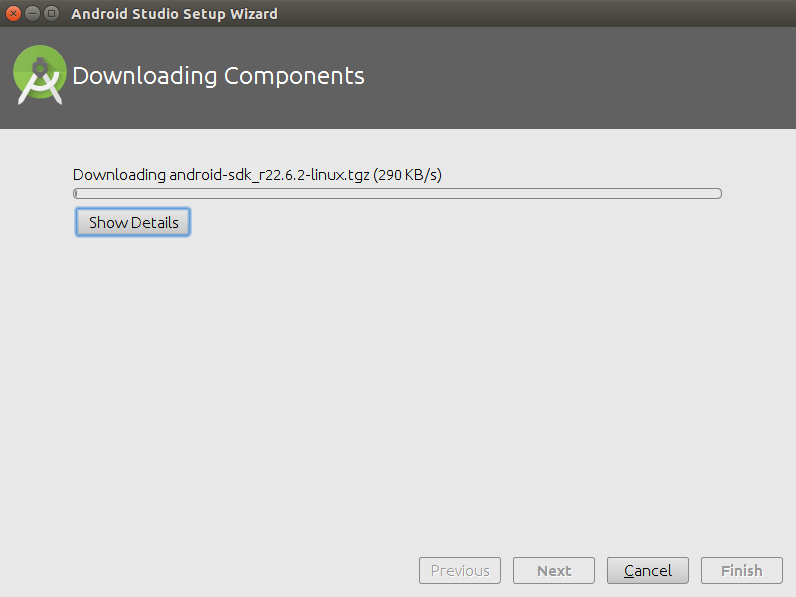 Android Studio Setup Wizard
Downloading Components
Downloading android-sdk_r22.6.2-linux.tgz (290 KB/s)
Show Details
Previous Next Cancel Finish